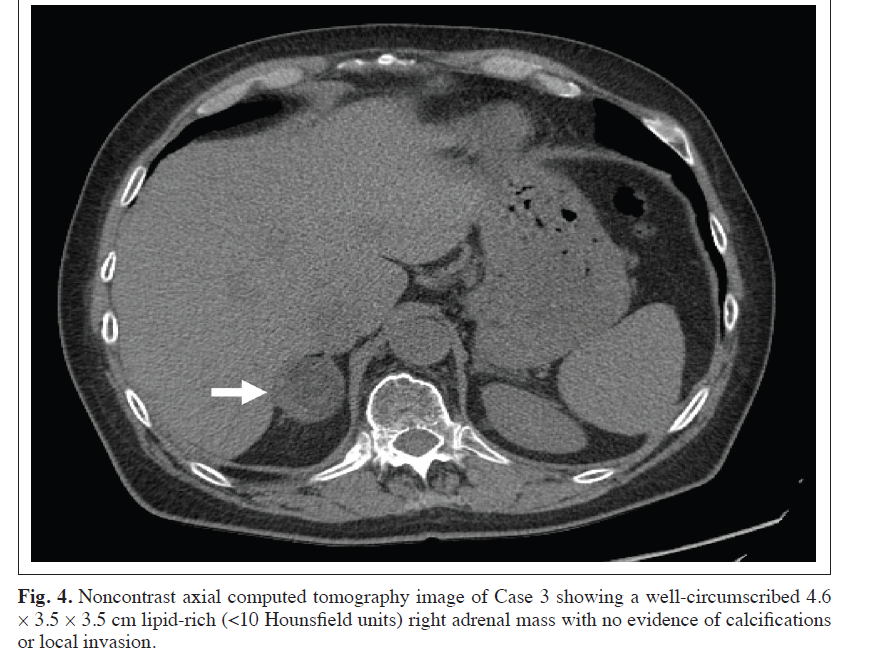 Fig. 4. Noncontrast axial computed tomography image of Case 3 showing a well-circumscribed 4.6
× 3.5 × 3.5 cm lipid-rich (<10 Hounsfield units) right adrenal mass with no evidence of calcifications
or local invasion.